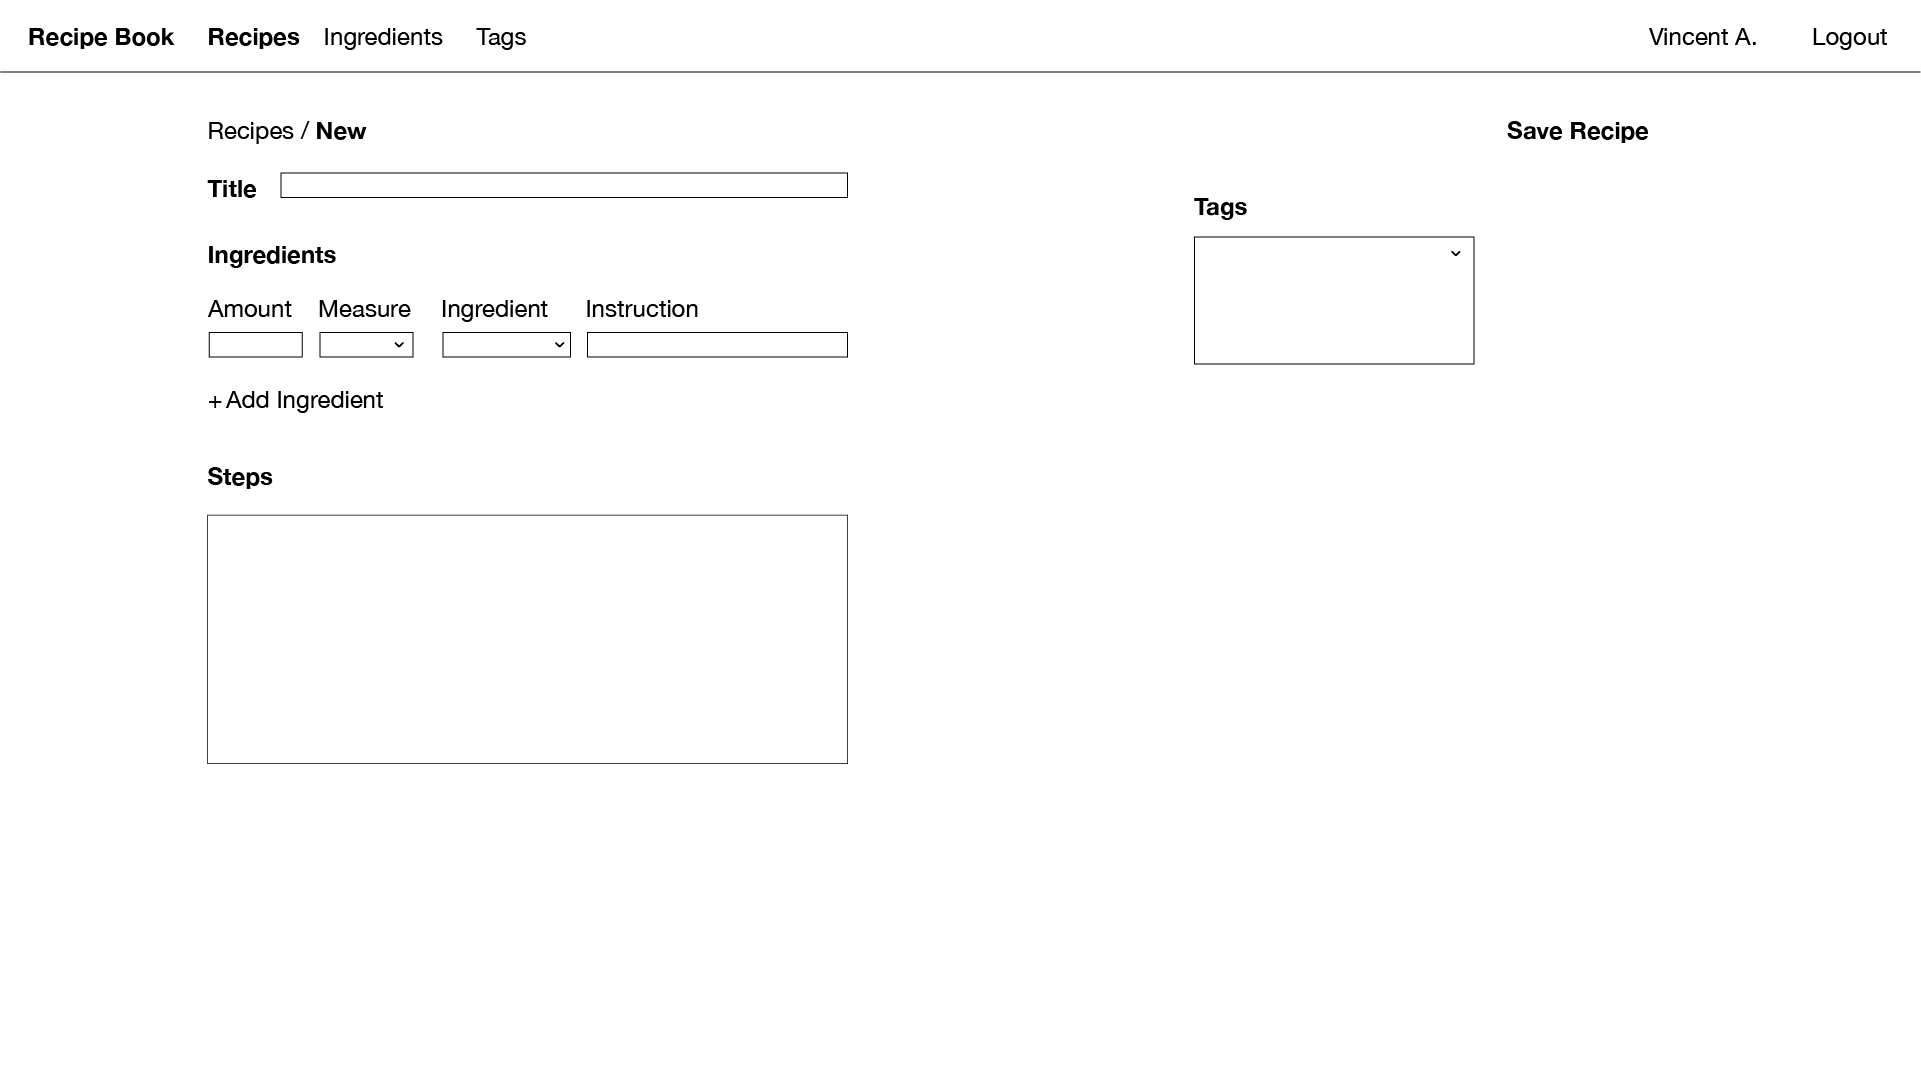 Recipe Book Recipes Ingredients Tags Vincent A. Logout
Recipes / New Save Recipe
Title
Tags
Ingredients
Amount Measure Ingredient Instruction
+ Add Ingredient
Steps